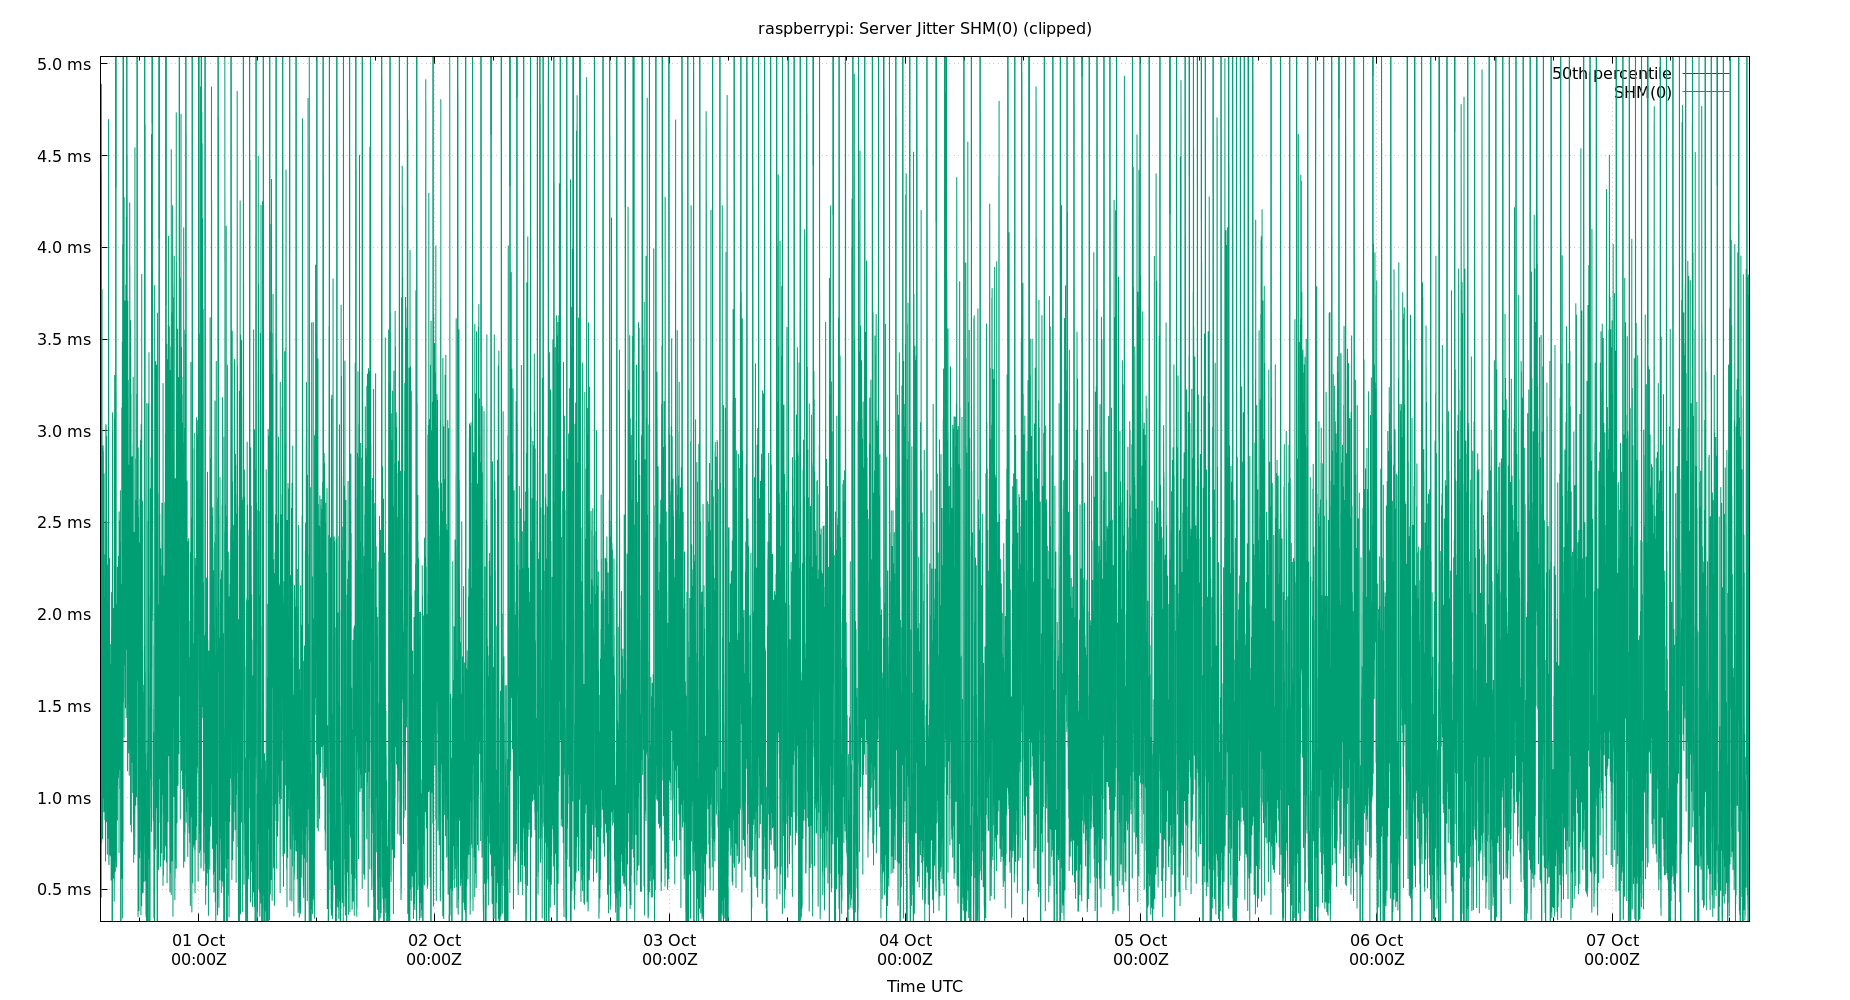 raspberrypi: Server Jitter SHM(0) (clipped)
5.0 ms
50th percentile
SHM(0)
4.5 ms
4.0 ms
3.5 ms
3.0 ms
2.5 ms
2.0 ms
1.5 ms
1.0 ms
0.5 ms
01 Oct 02 Oct 03 Oct 04 Oct 05 Oct 06 Oct 07 Oct
00:00Z 00:00Z 00:00Z 00:00Z 00:00Z 00:00Z 00:00Z
Time UTC